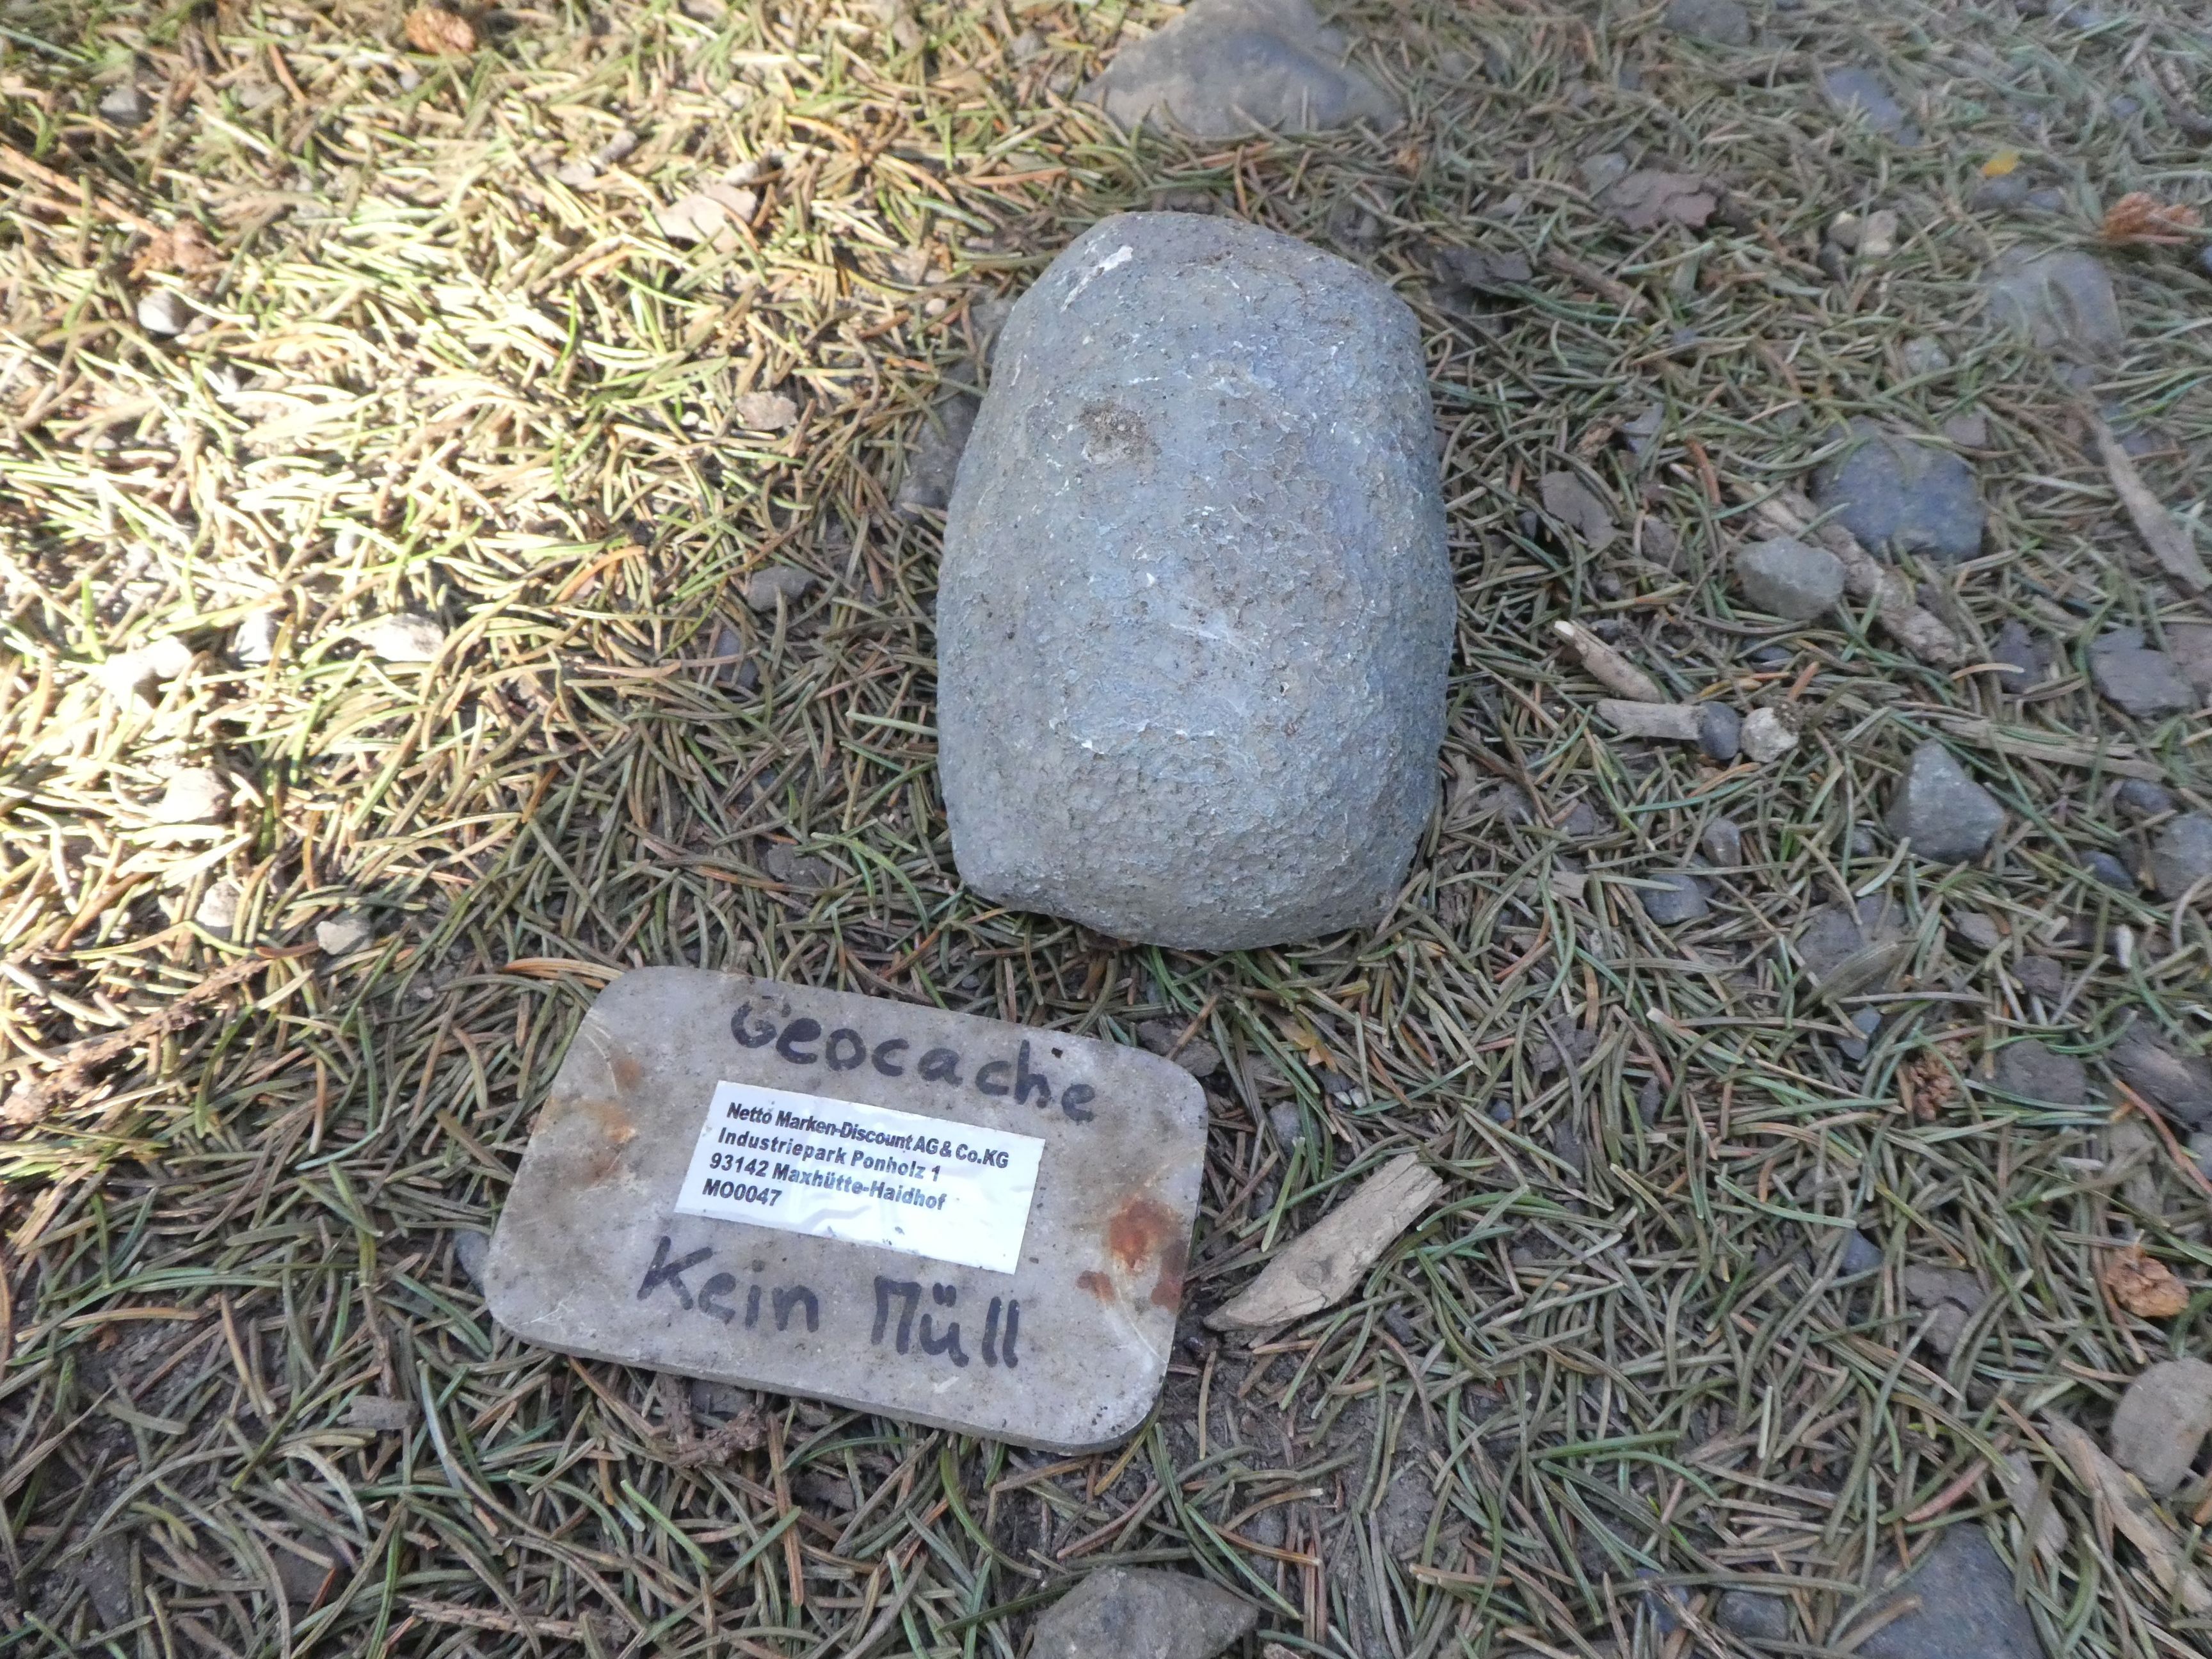 Geocache
Netto Marken-Discount AG & Co.KG
Industriepark Ponholz 1
93142 Maxhütte-Haidhof
MO0047
Kein Müll